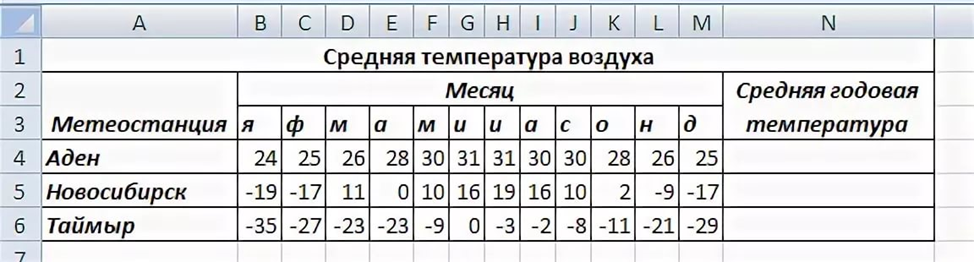 A B C D E F G H I J K L M N
1 Средняя температура воздуха
2 Месяц Средняя годовая
3 Метеостанция я ф м а м и и а с о н д температура
4 Аден 24 25 26 28 30 31 31 30 30 28 26 25
5 Новосибирск -19 -17 11 0 10 16 19 16 10 2 -9 -17
6 Таймыр -35 -27 -23 -23 -9 0 -3 -2 -8 -11 -21 -29
7